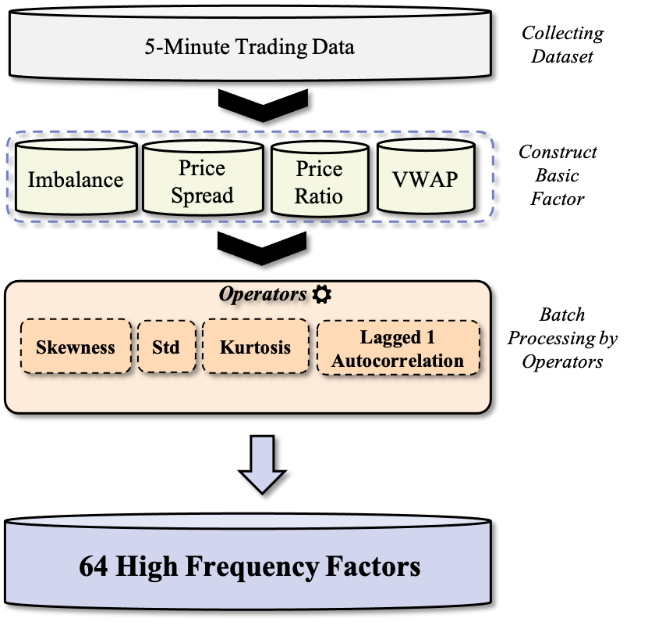 5-Minute Trading Data
Collecting
Dataset
Imbalance
Price
Spread
Price
Ratio
VWAP
Construct
Basic
Factor
Operators
Skewness
Std
Kurtosis
Lagged 1
Autocorrelation
Batch
Processing by
Operators
64 High Frequency Factors